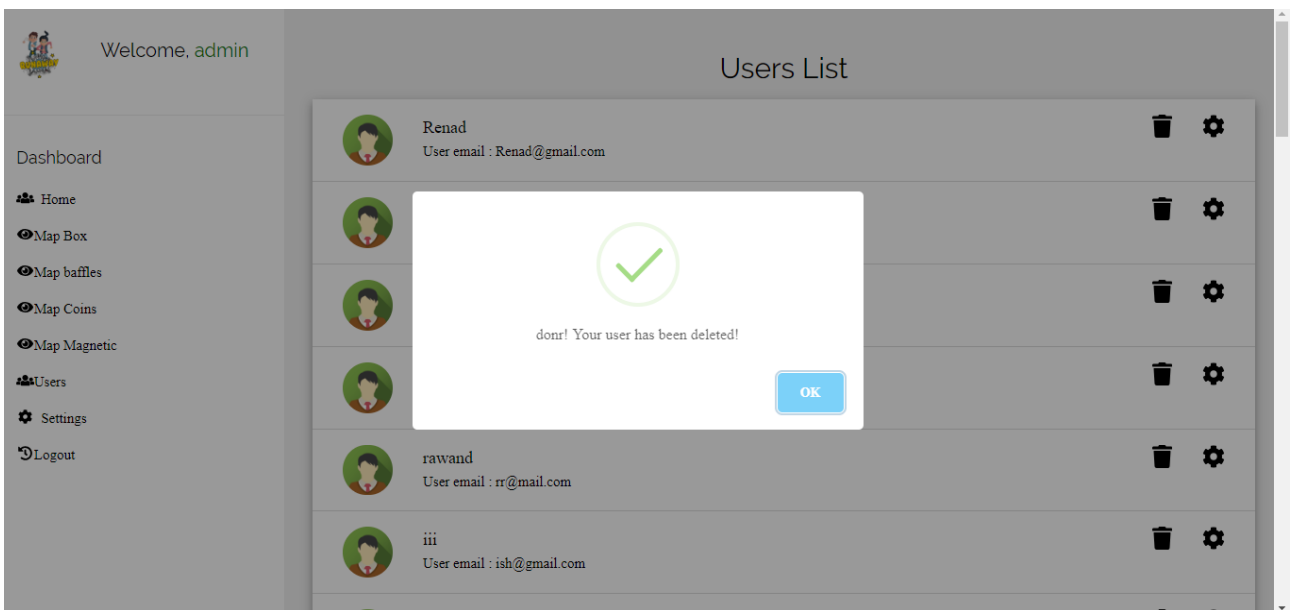 Welcome, admin
Dashboard
Home
Map Box
Map baffles
Map Coins
Map Magnetic
Users
Settings
Logout
Users List
Renad
User email : Renad@gmail.com
donr! Your user has been deleted!
OK
rawand
User email : rr@mail.com
iii
User email : ish@gmail.com